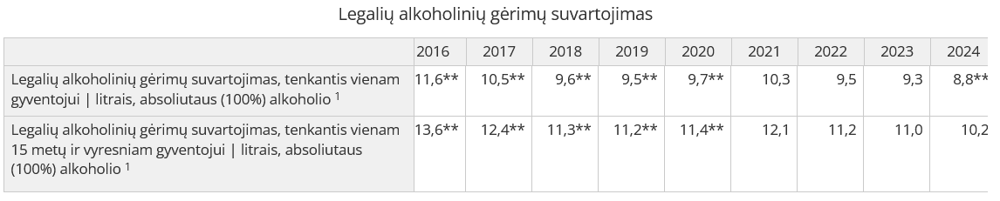 Legalių alkoholinių gėrimų suvartojimas
2016 2017 2018 2019 2020 2021 2022 2023 2024
Legalių alkoholinių gėrimų suvartojimas, tenkantis vienam 11,6** 10,5** 9,6** 9,5** 9,7** 10,3 9,5 9,3 8,8**
gyventojui | litrais, absoliutaus (100%) alkoholio ¹
Legalių alkoholinių gėrimų suvartojimas, tenkantis vienam 13,6** 12,4** 11,3** 11,2** 11,4** 12,1 11,2 11,0 10,2
15 metų ir vyresniam gyventojui | litrais, absoliutaus
(100%) alkoholio ¹